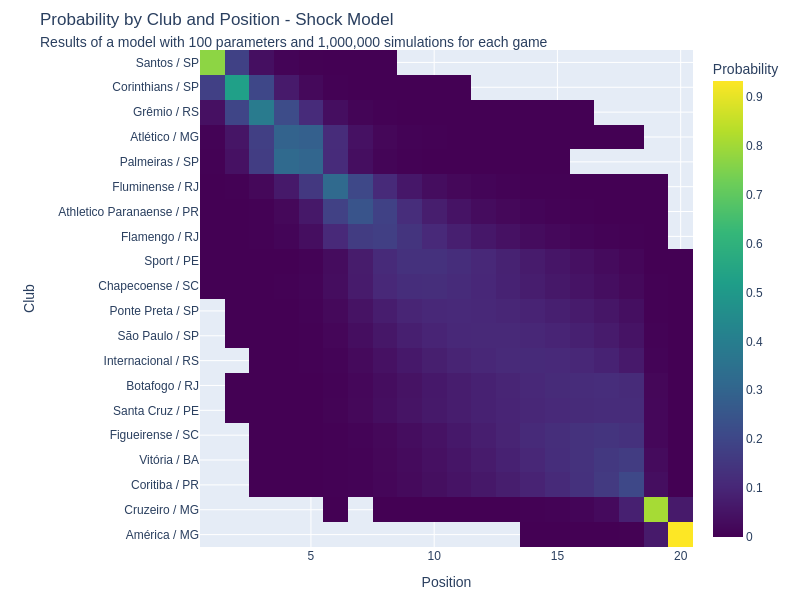 Probability by Club and Position - Shock Model
Results of a model with 100 parameters and 1,000,000 simulations for each game
Probability
Club
Santos / SP
Corinthians / SP
Grêmio / RS
Atlético / MG
Palmeiras / SP
Fluminense / RJ
Athletico Paranaense / PR
Flamengo / RJ
Sport / PE
Chapecoense / SC
Ponte Preta / SP
São Paulo / SP
Internacional / RS
Botafogo / RJ
Santa Cruz / PE
Figueirense / SC
Vitória / BA
Coritiba / PR
Cruzeiro / MG
América / MG
0.9
0.8
0.7
0.6
0.5
0.4
0.3
0.2
0.1
0
5 10 15 20
Position